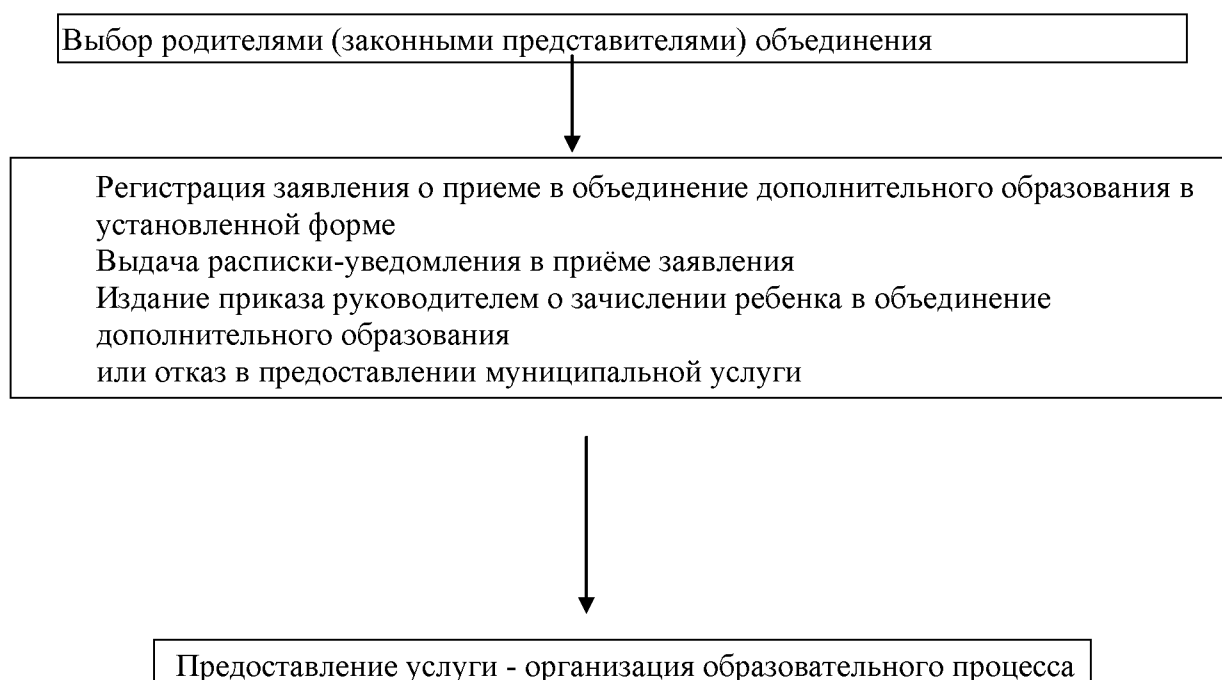 Выбор родителями (законными представителями) объединения
Регистрация заявления о приеме в объединение дополнительного образования в
установленной форме
Выдача расписки-уведомления в приёме заявления
Издание приказа руководителем о зачислении ребенка в объединение
дополнительного образования
или отказ в предоставлении муниципальной услуги
Предоставление услуги - организация образовательного процесса